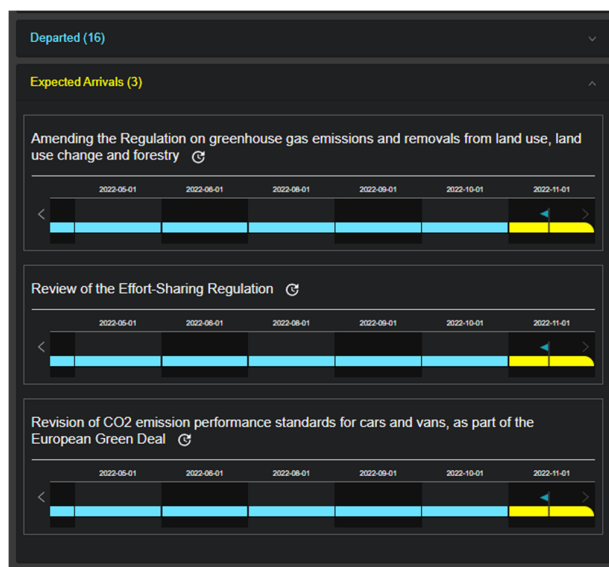 Departed (16)
Expected Arrivals (3)
Amending the Regulation on greenhouse gas emissions and removals from land use, land
use change and forestry
2022-05-01 2022-06-01 2022-08-01 2022-09-01 2022-10-01 2022-11-01
Review of the Effort-Sharing Regulation
2022-05-01 2022-06-01 2022-08-01 2022-09-01 2022-10-01 2022-11-01
Revision of CO2 emission performance standards for cars and vans, as part of the
European Green Deal
2022-05-01 2022-06-01 2022-08-01 2022-09-01 2022-10-01 2022-11-01